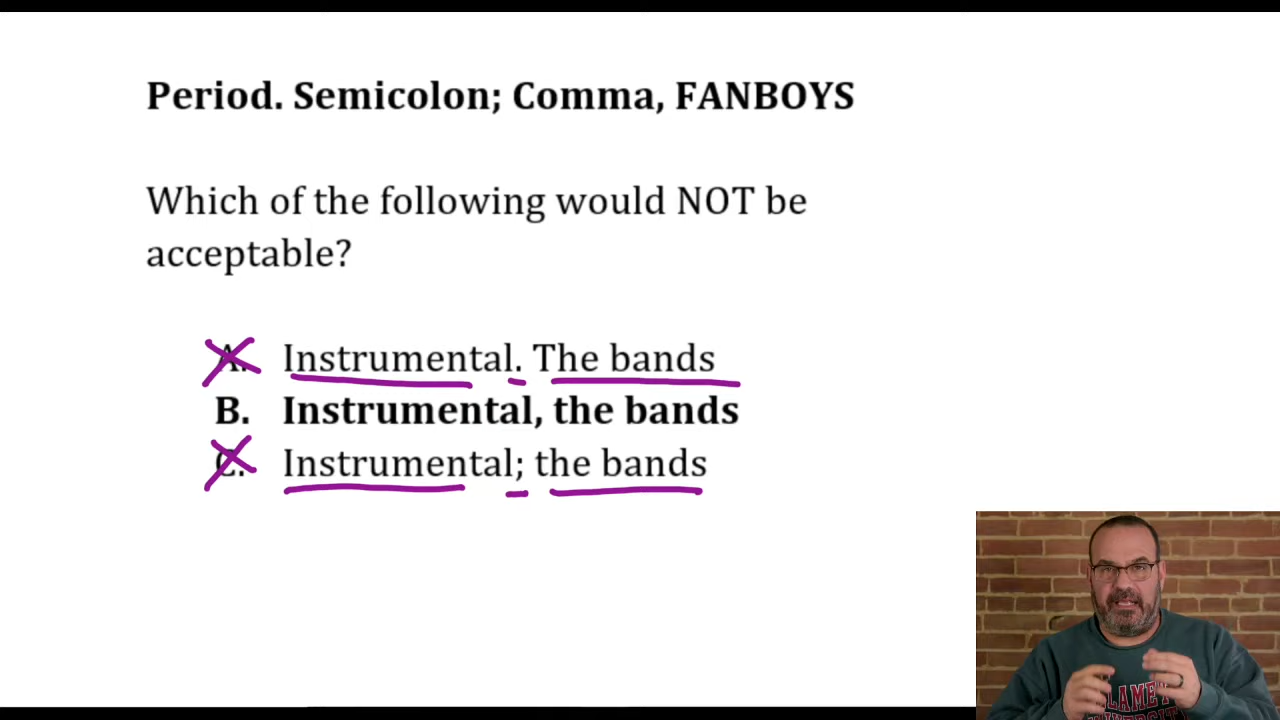 Period. Semicolon; Comma, FANBOYS
Which of the following would NOT be
acceptable?
A. Instrumental. The bands
B. Instrumental, the bands
C. Instrumental; the bands